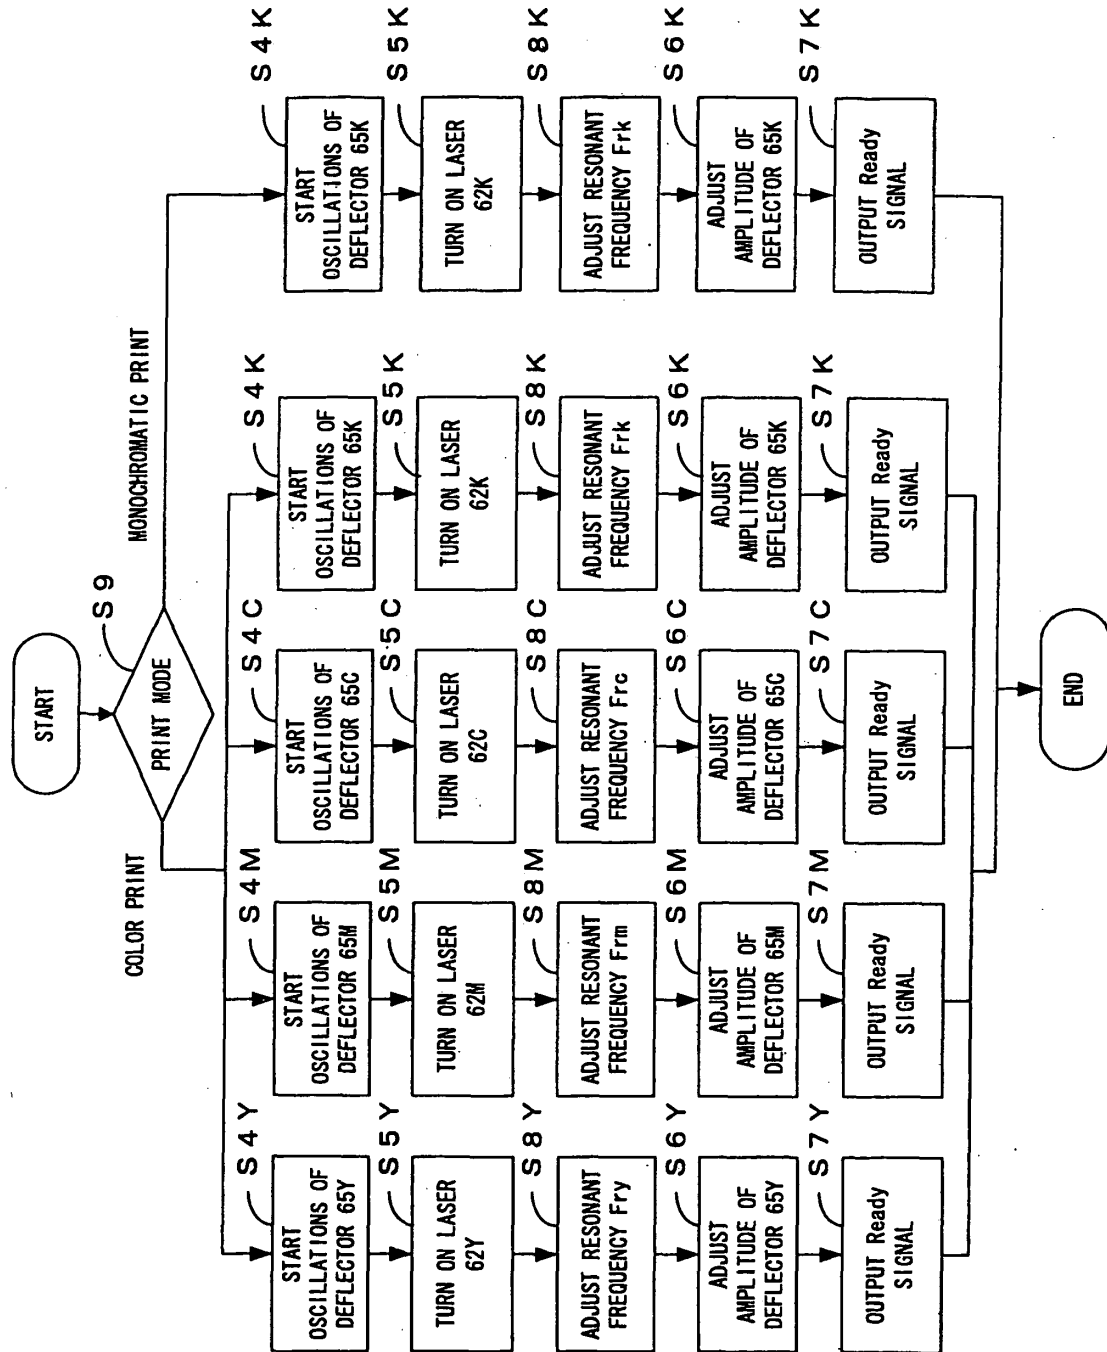 START
S9
PRINT MODE
COLOR PRINT
MONOCHROMATIC PRINT
S4Y
START
OSCILLATIONS OF
DEFLECTOR 65Y
S5Y
TURN ON LASER
62Y
S8Y
ADJUST RESONANT
FREQUENCY Fry
S6Y
ADJUST
AMPLITUDE OF
DEFLECTOR 65Y
S7Y
OUTPUT Ready
SIGNAL
S4M
START
OSCILLATIONS OF
DEFLECTOR 65M
S5M
TURN ON LASER
62M
S8M
ADJUST RESONANT
FREQUENCY Frm
S6M
ADJUST
AMPLITUDE OF
DEFLECTOR 65M
S7M
OUTPUT Ready
SIGNAL
S4C
START
OSCILLATIONS OF
DEFLECTOR 65C
S5C
TURN ON LASER
62C
S8C
ADJUST RESONANT
FREQUENCY Frc
S6C
ADJUST
AMPLITUDE OF
DEFLECTOR 65C
S7C
OUTPUT Ready
SIGNAL
S4K
START
OSCILLATIONS OF
DEFLECTOR 65K
S5K
TURN ON LASER
62K
S8K
ADJUST RESONANT
FREQUENCY Frk
S6K
ADJUST
AMPLITUDE OF
DEFLECTOR 65K
S7K
OUTPUT Ready
SIGNAL
S4K
START
OSCILLATIONS OF
DEFLECTOR 65K
S5K
TURN ON LASER
62K
S8K
ADJUST RESONANT
FREQUENCY Frk
S6K
ADJUST
AMPLITUDE OF
DEFLECTOR 65K
S7K
OUTPUT Ready
SIGNAL
END